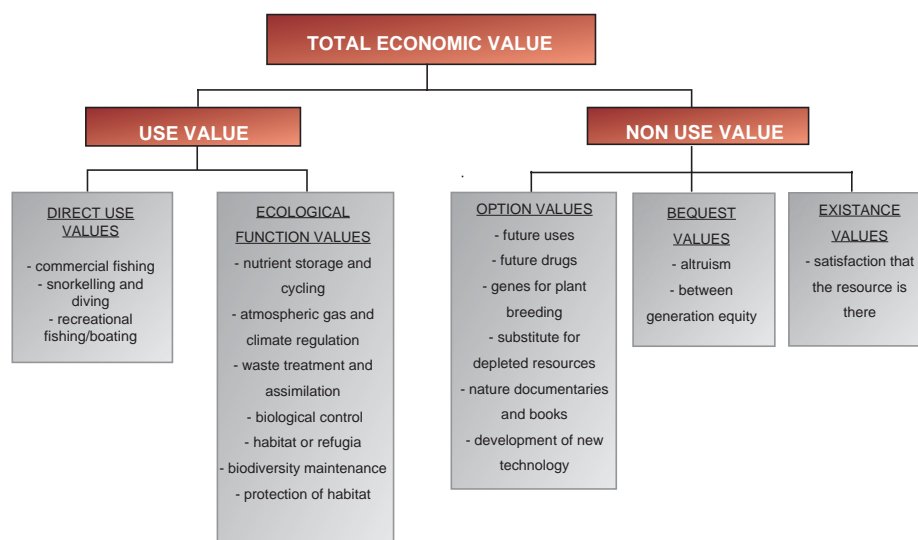 TOTAL ECONOMIC VALUE
USE VALUE
NON USE VALUE
DIRECT USE
VALUES
- commercial fishing
- snorkelling and
diving
- recreational
fishing/boating
ECOLOGICAL
FUNCTION VALUES
- nutrient storage and
cycling
- atmospheric gas and
climate regulation
- waste treatment and
assimilation
- biological control
- habitat or refugia
- biodiversity maintenance
- protection of habitat
OPTION VALUES
- future uses
- future drugs
- genes for plant
breeding
- substitute for
depleted resources
- nature documentaries
and books
- development of new
technology
BEQUEST
VALUES
- altruism
- between
generation equity
EXISTANCE
VALUES
- satisfaction that
the resource is
there